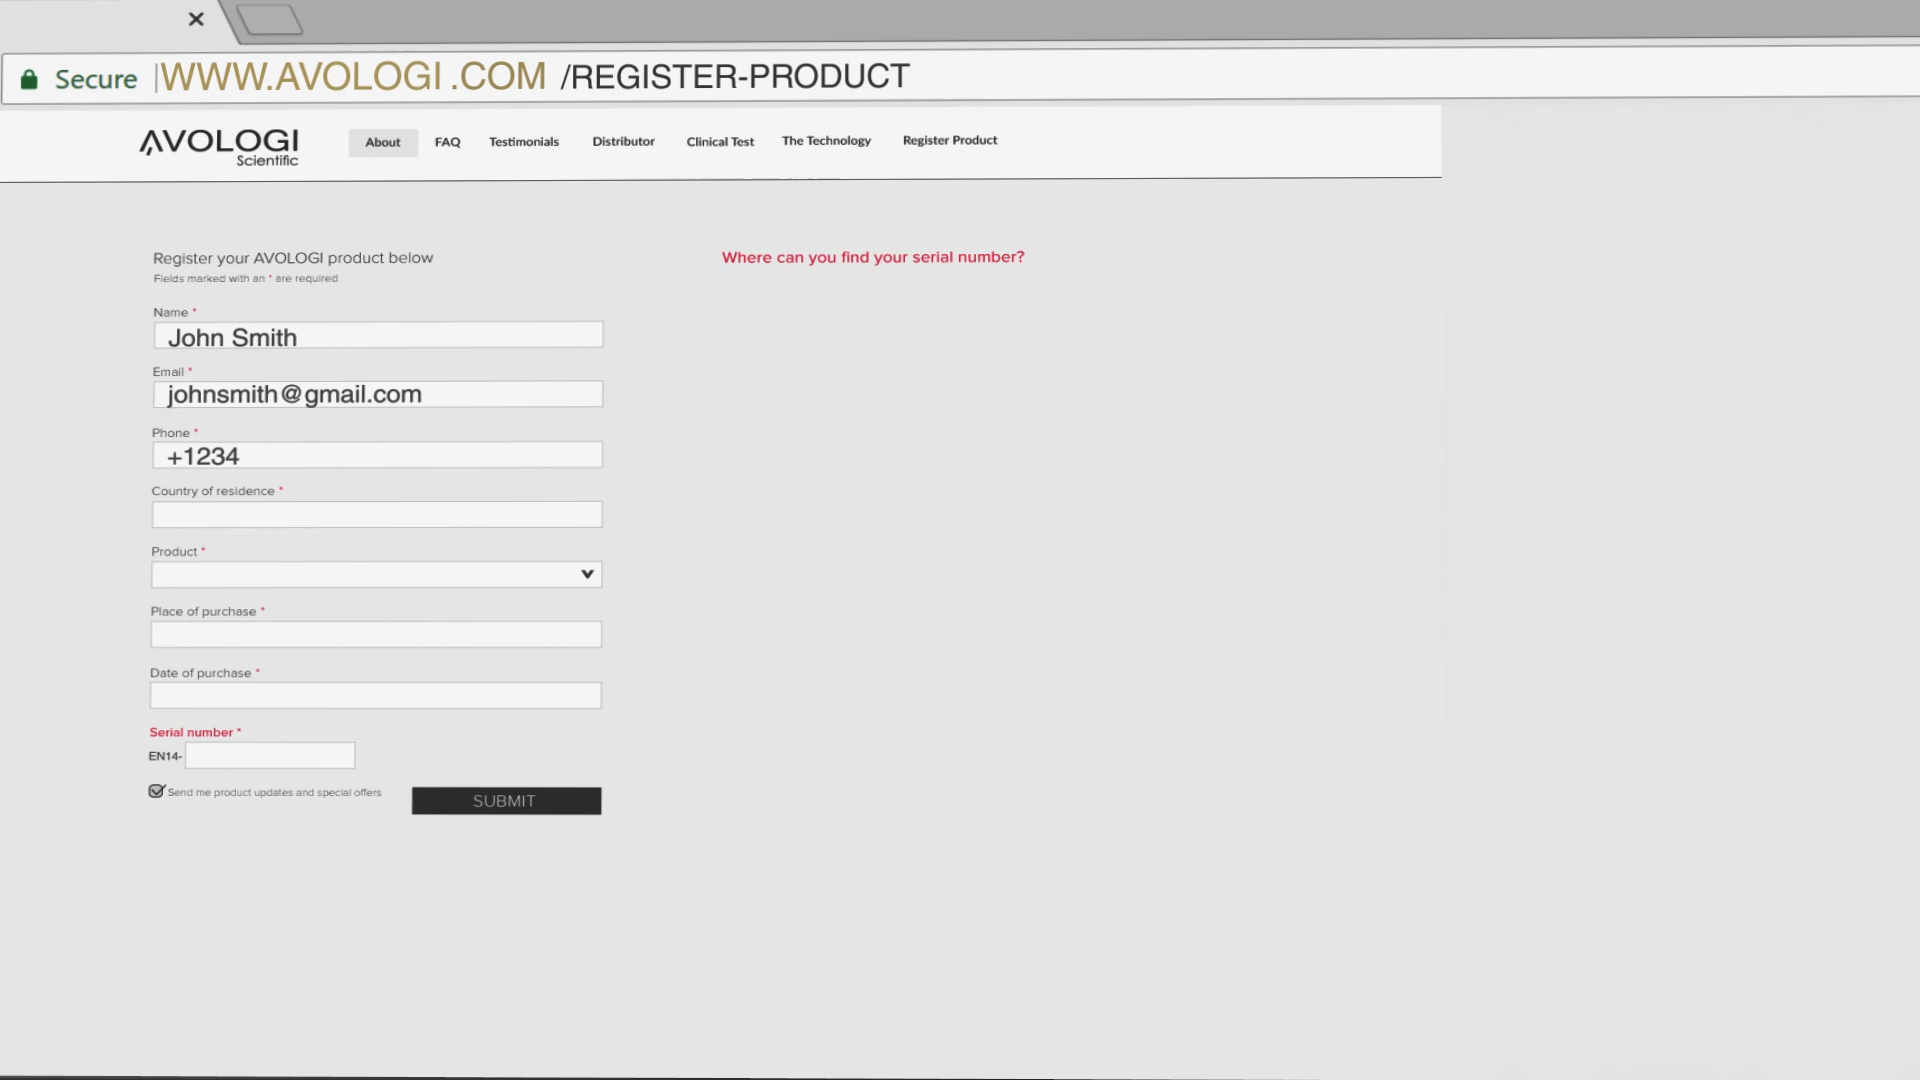 Secure |WWW.AVOLOGI .COM /REGISTER-PRODUCT
AVOLOGI
Scientific
About FAQ Testimonials Distributor Clinical Test The Technology Register Product
Register your AVOLOGI product below
Fields marked with an * are required
Where can you find your serial number?
Name *
John Smith
Email *
johnsmith@gmail.com
Phone *
+1234
Country of residence *
Product *
Place of purchase *
Date of purchase *
Serial number *
EN14-
Send me product updates and special offers
SUBMIT